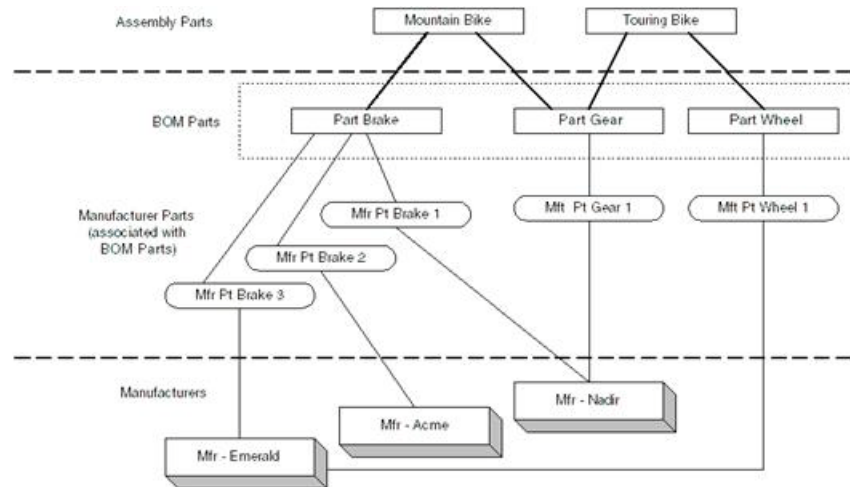 Assembly Parts
Mountain Bike
Touring Bike
BOM Parts
Part Brake
Part Gear
Part Wheel
Manufacturer Parts
(associated with
BOM Parts)
Mfr Pt Brake 1
Mft Pt Gear 1
Mft Pt Wheel 1
Mfr Pt Brake 2
Mfr Pt Brake 3
Manufacturers
Mfr - Nadir
Mfr - Acme
Mfr - Emerald